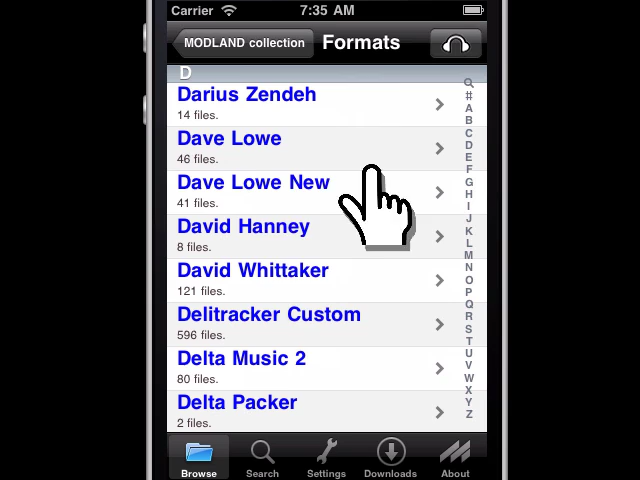 Carrier 7:35 AM
MODLAND collection Formats
D
Darius Zendeh
14 files.
Dave Lowe
46 files.
Dave Lowe New
41 files.
David Hanney
8 files.
David Whittaker
121 files.
Delitracker Custom
596 files.
Delta Music 2
80 files.
Delta Packer
2 files.
#
A
B
C
D
E
F
G
H
I
J
K
L
M
N
O
P
Q
R
S
T
U
V
W
X
Y
Z
Browse Search Settings Downloads About